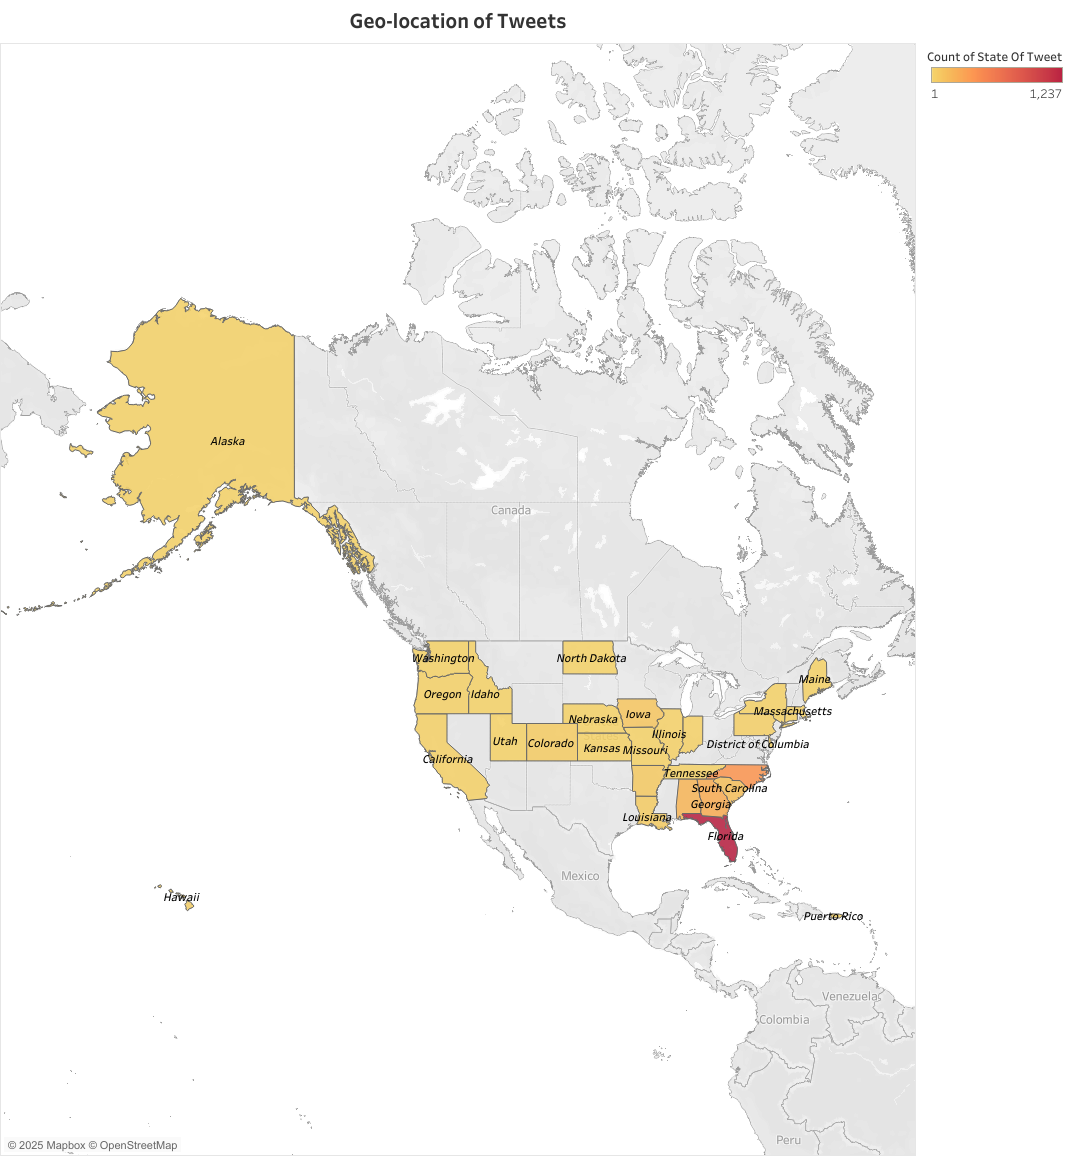 Geo-location of Tweets
Count of State Of Tweet
1 1,237
Alaska
Canada
Washington
North Dakota
Maine
Oregon
Idaho
Massachusetts
Nebraska
Iowa
Illinois
Utah
Colorado
Kansas
Missouri
District of Columbia
California
Tennessee
South Carolina
Georgia
Louisiana
Florida
Mexico
Hawaii
Puerto Rico
Venezuela
Colombia
Peru
© 2025 Mapbox © OpenStreetMap